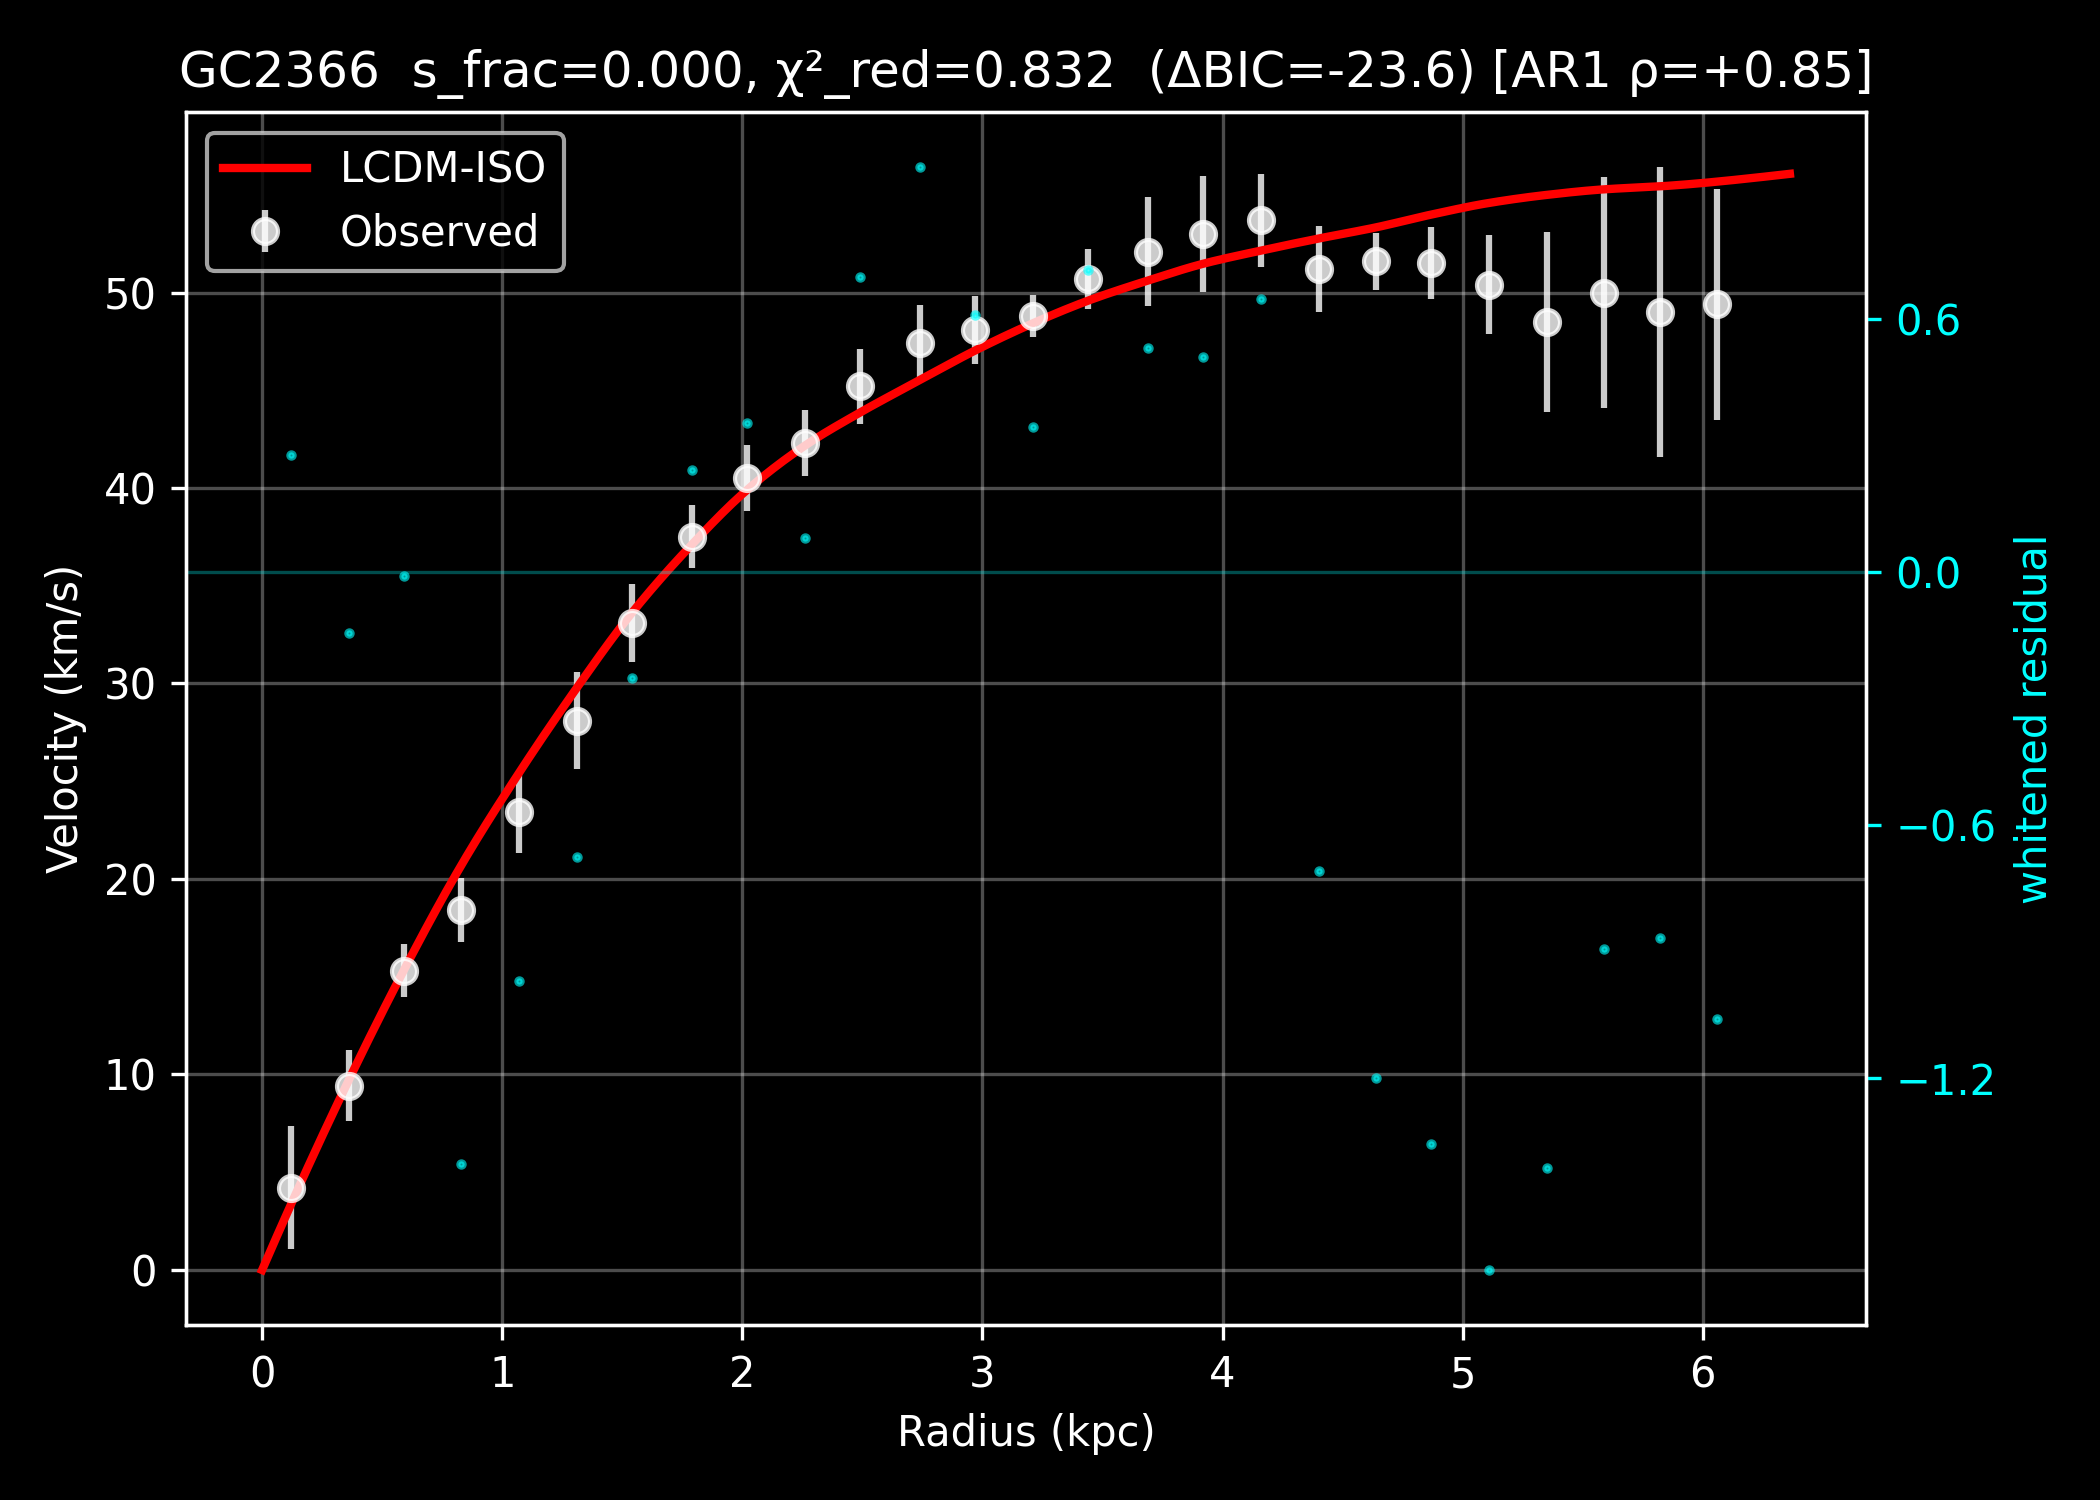 GC2366  s_frac=0.000, χ²_red=0.832  (ΔBIC=-23.6) [AR1 ρ=+0.85]
LCDM-ISO
Observed
50
40
30
20
10
0
Velocity (km/s)
0.6
0.0
−0.6
−1.2
whitened residual
0 1 2 3 4 5 6
Radius (kpc)